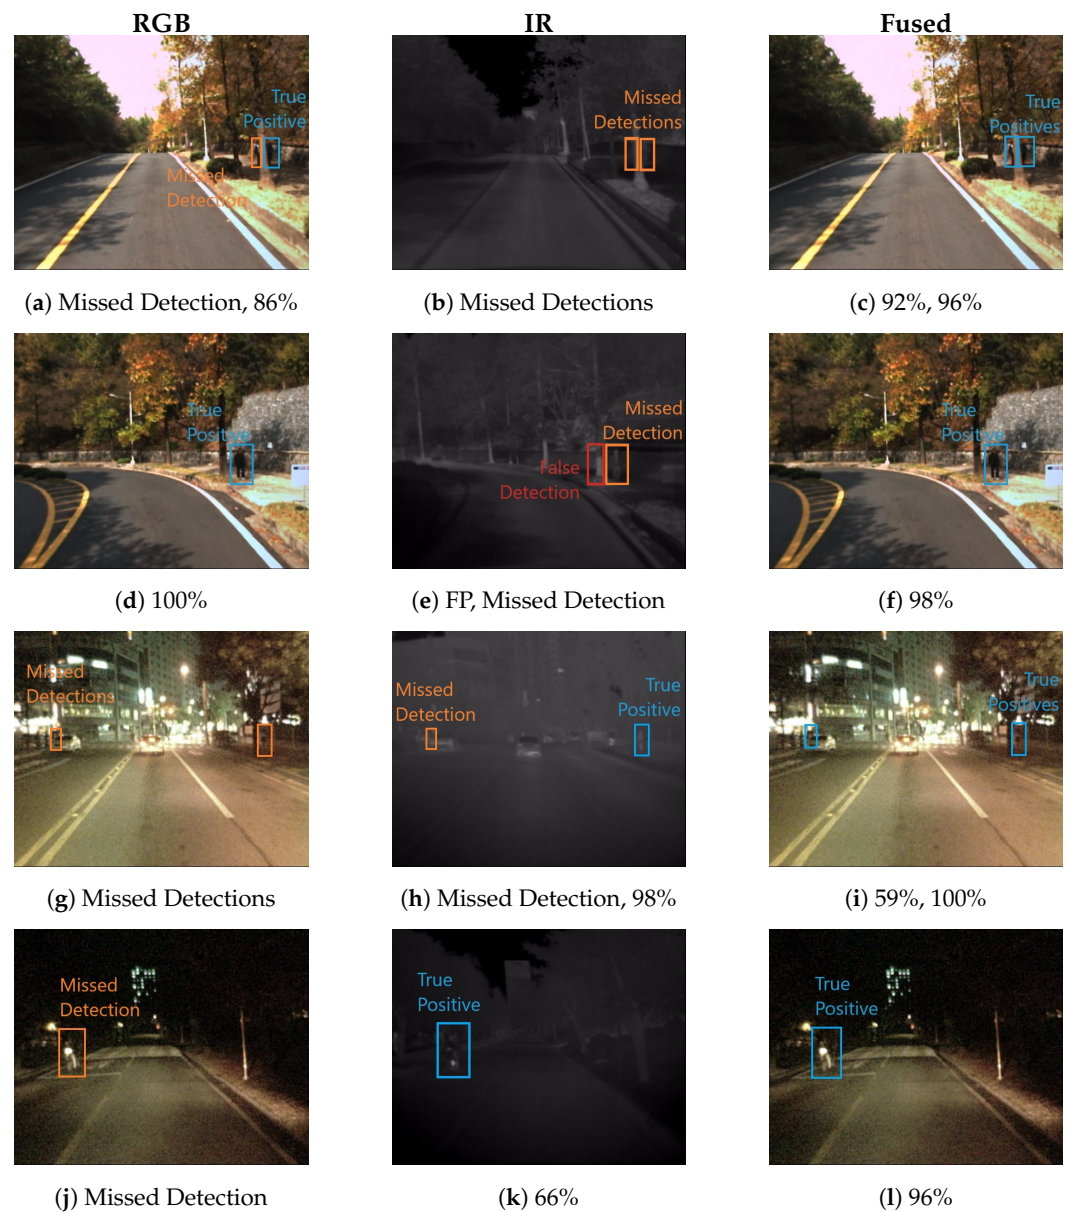 RGB
IR
Fused
True
Positive
Missed
Detection
Missed
Detections
True
Positives
(a) Missed Detection, 86%
(b) Missed Detections
(c) 92%, 96%
True
Positive
Missed
Detection
False
Detection
True
Positive
(d) 100%
(e) FP, Missed Detection
(f) 98%
Missed
Detections
Missed
Detection
True
Positive
True
Positives
(g) Missed Detections
(h) Missed Detection, 98%
(i) 59%, 100%
Missed
Detection
True
Positive
True
Positive
(j) Missed Detection
(k) 66%
(l) 96%